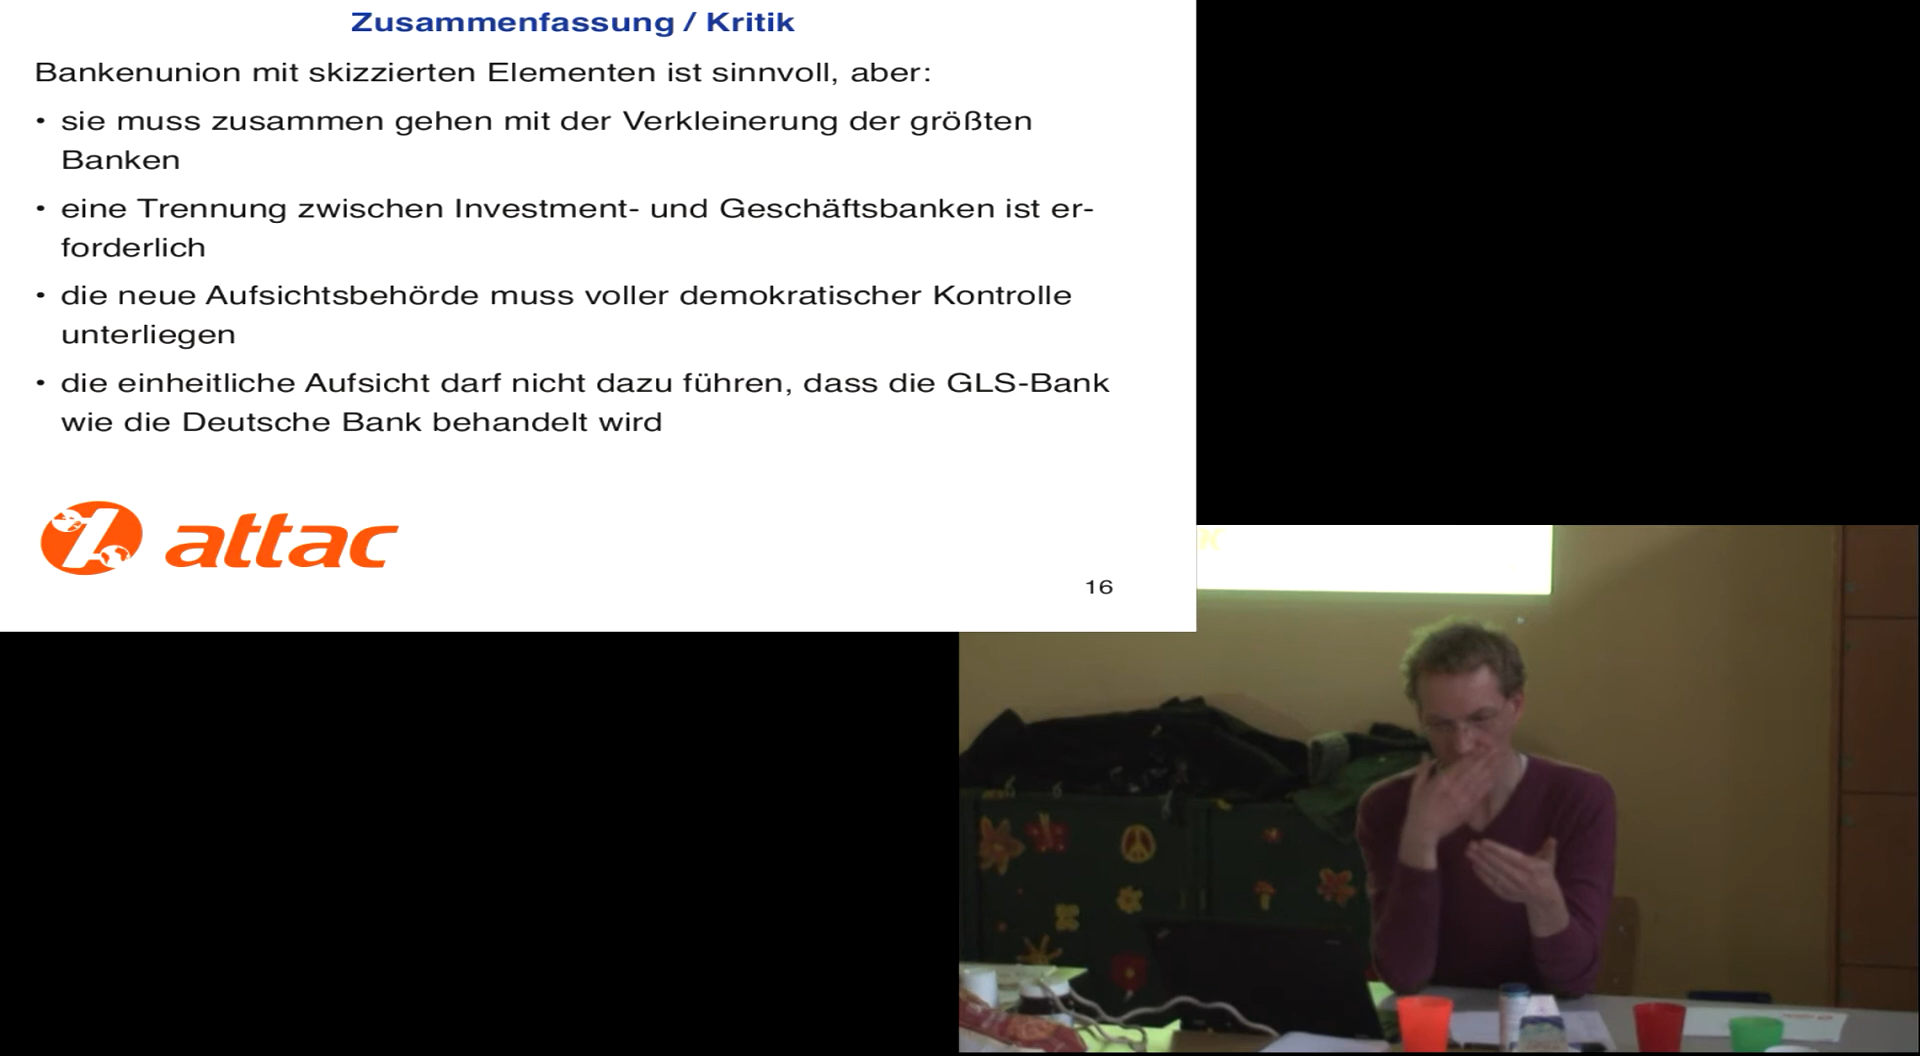 Zusammenfassung / Kritik
Bankenunion mit skizzierten Elementen ist sinnvoll, aber:
• sie muss zusammen gehen mit der Verkleinerung der größten
Banken
• eine Trennung zwischen Investment- und Geschäftsbanken ist er-
forderlich
• die neue Aufsichtsbehörde muss voller demokratischer Kontrolle
unterliegen
• die einheitliche Aufsicht darf nicht dazu führen, dass die GLS-Bank
wie die Deutsche Bank behandelt wird
attac
16